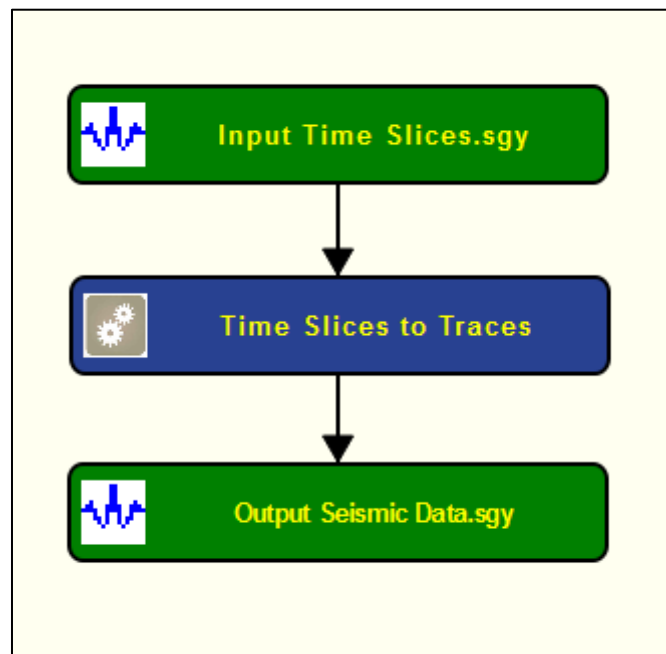 Input Time Slices.sgy
Time Slices to Traces
Output Seismic Data.sgy